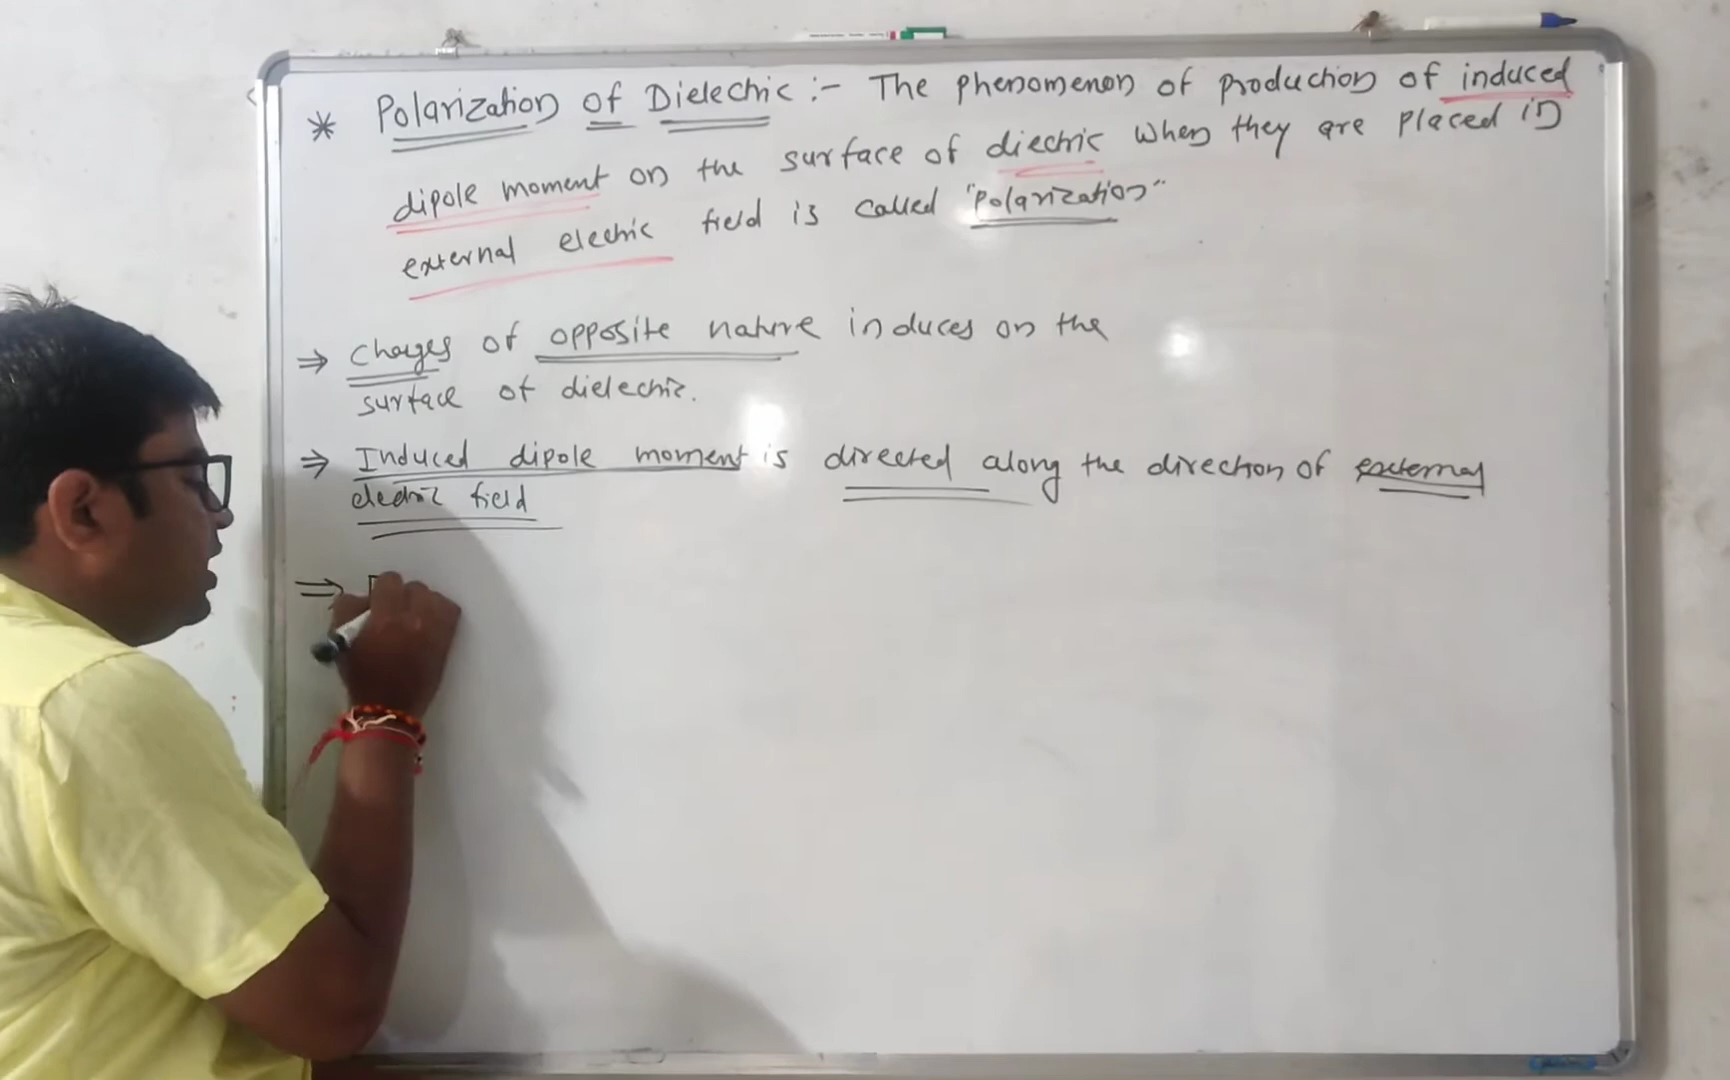 * Polarization of Dielectric :- The phenomenon of production of induced
dipole moment on the surface of diectric when they are placed in
external electric field is called "Polarization"
⇒ Charges of opposite nature induces on the
surface of dielectric.
⇒ Induced dipole moment is directed along the direction of external
electric field
⇒